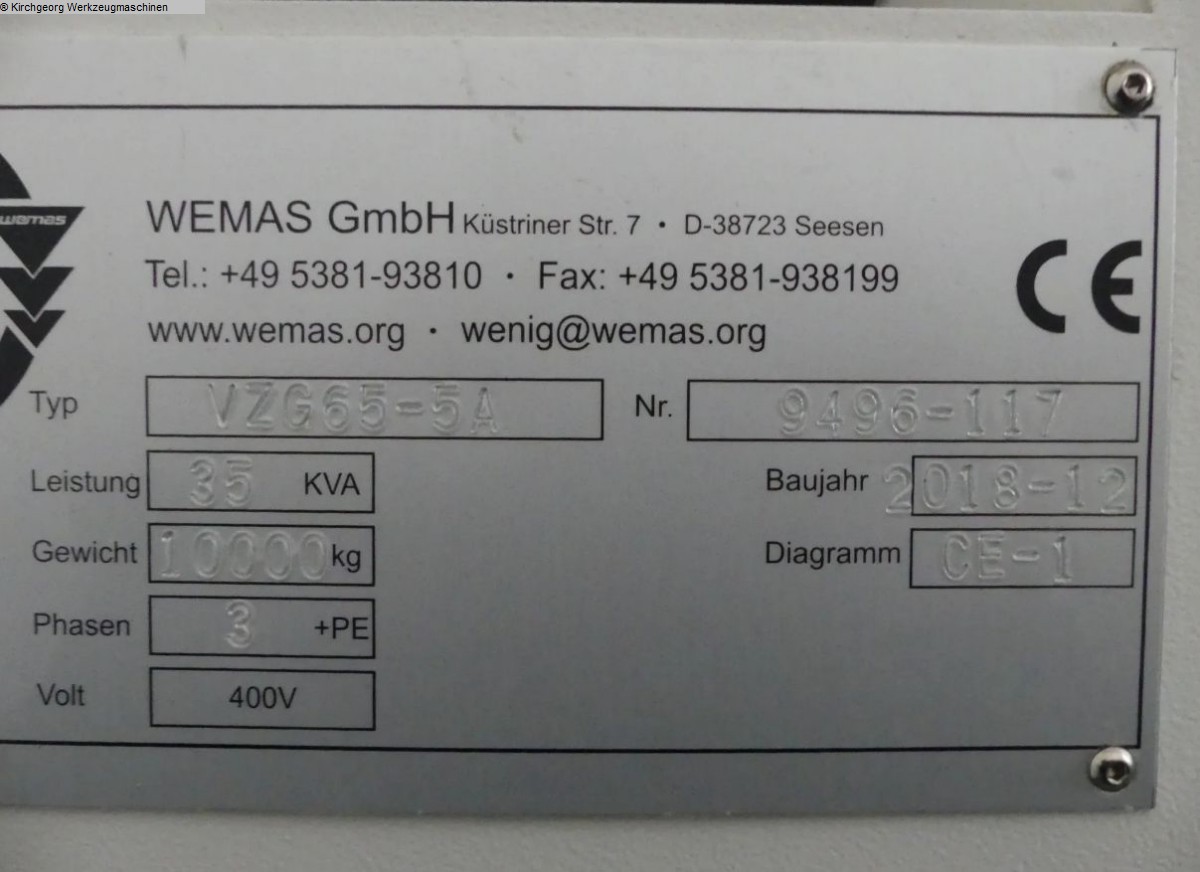 © Kirchgeorg Werkzeugmaschinen
wemas
WEMAS GmbH Küstriner Str. 7 • D-38723 Seesen
Tel.: +49 5381-93810 • Fax: +49 5381-938199
www.wemas.org • wenig@wemas.org
CE
Typ VZG65-5A Nr. 9496-117
Leistung 35 KVA Baujahr 2018-12
Gewicht 10000 kg Diagramm CE-1
Phasen 3 +PE
Volt 400V